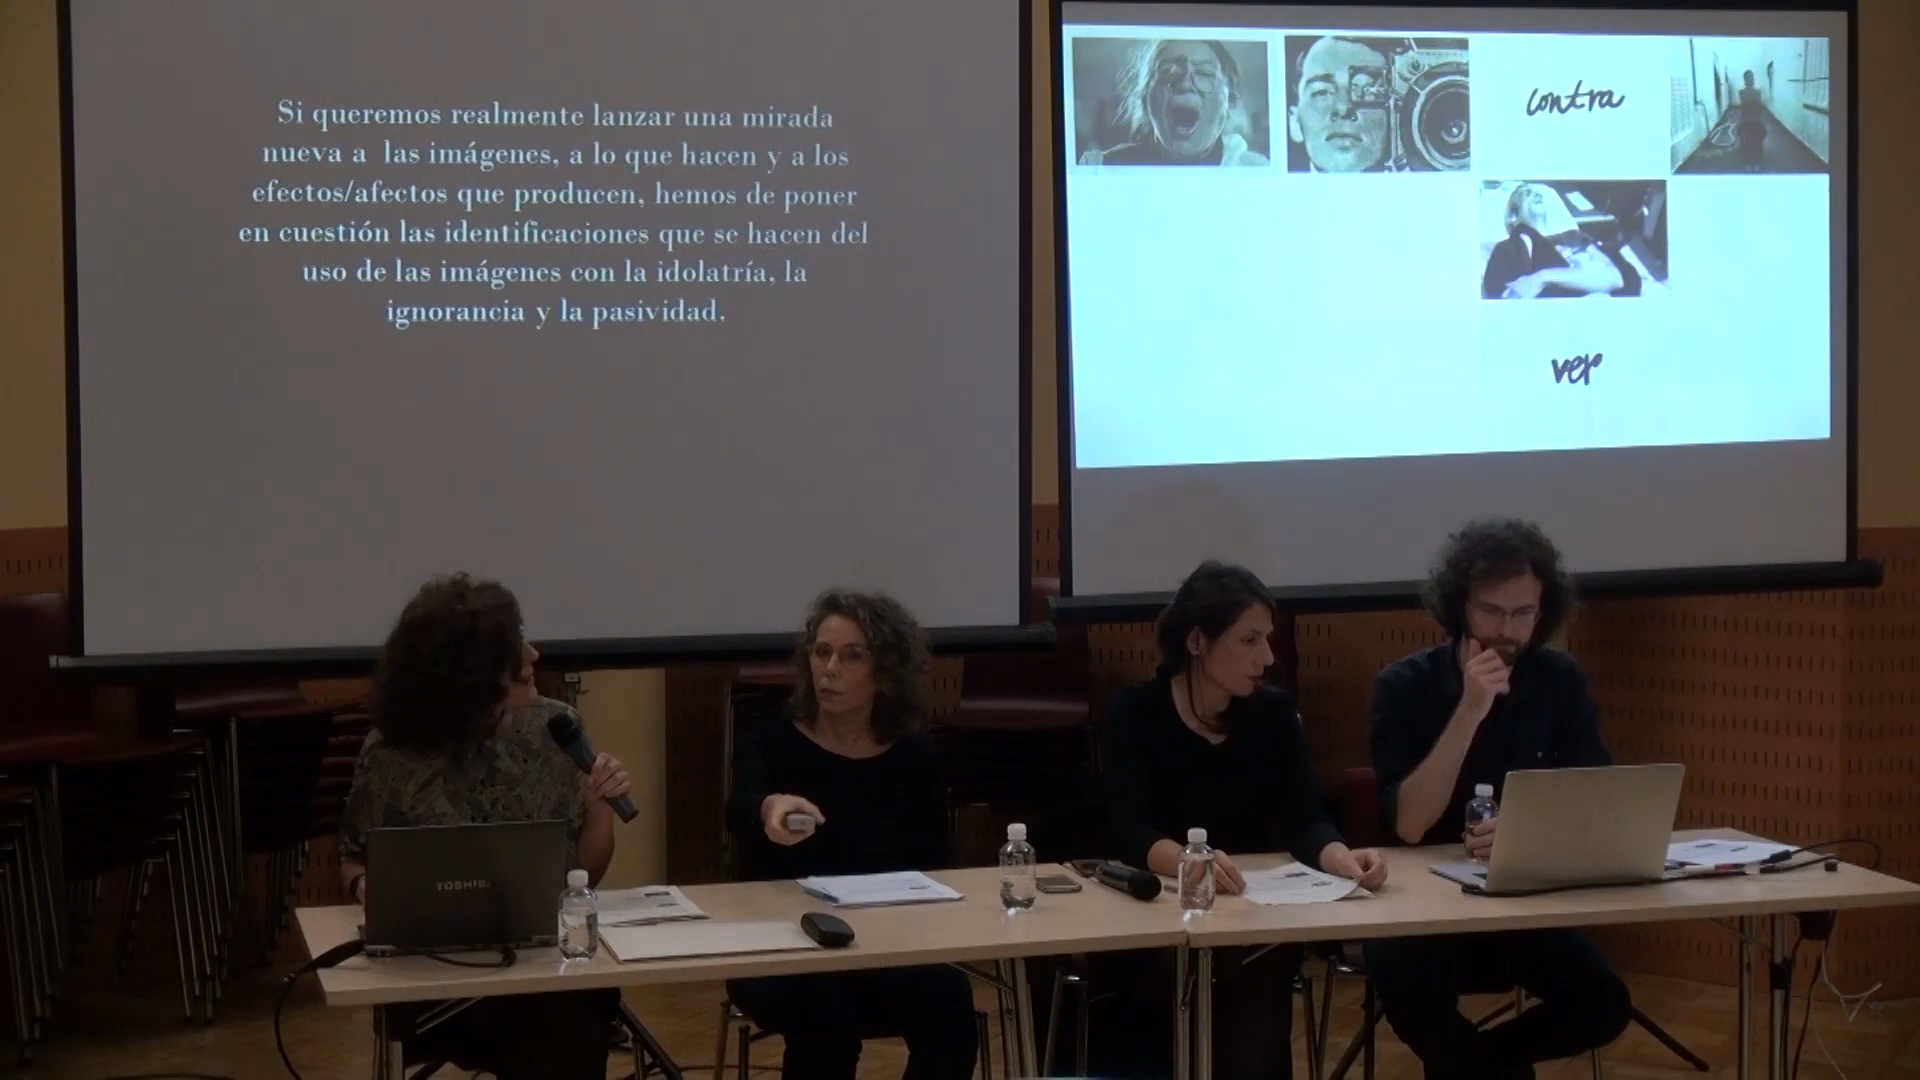 Si queremos realmente lanzar una mirada
nueva a las imágenes, a lo que hacen y a los
efectos/afectos que producen, hemos de poner
en cuestión las identificaciones que se hacen del
uso de las imágenes con la idolatría, la
ignorancia y la pasividad.
contra
ver
TOSHIBA